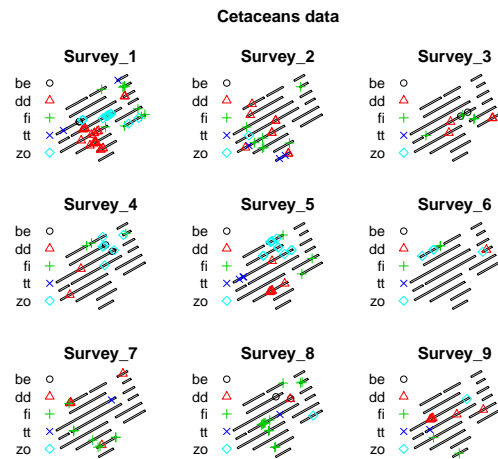 Cetaceans data
Survey_1
be
dd
fi
tt
zo
Survey_2
be
dd
fi
tt
zo
Survey_3
be
dd
fi
tt
zo
Survey_4
be
dd
fi
tt
zo
Survey_5
be
dd
fi
tt
zo
Survey_6
be
dd
fi
tt
zo
Survey_7
be
dd
fi
tt
zo
Survey_8
be
dd
fi
tt
zo
Survey_9
be
dd
fi
tt
zo